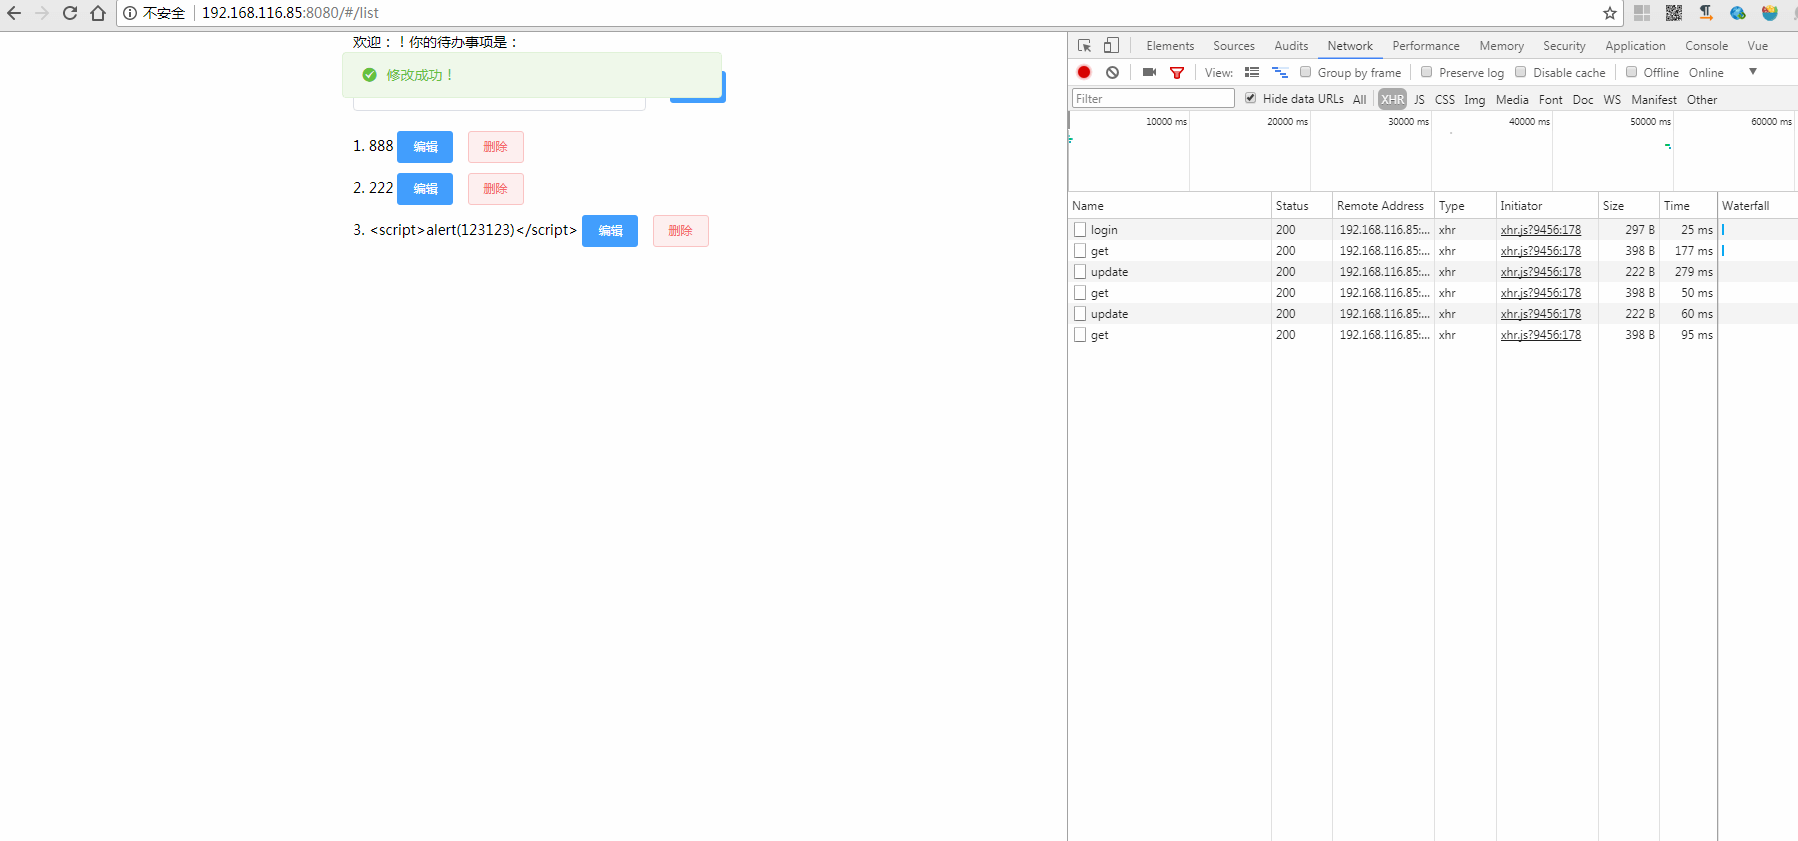 不安全 192.168.116.85:8080/#/list
欢迎：！你的待办事项是：
修改成功！
1. 888 编辑 删除
2. 222 编辑 删除
3. <script>alert(123123)</script> 编辑 删除
Elements Sources Audits Network Performance Memory Security Application Console Vue
View: Group by frame Preserve log Disable cache Offline Online
Filter Hide data URLs All XHR JS CSS Img Media Font Doc WS Manifest Other
10000 ms 20000 ms 30000 ms 40000 ms 50000 ms 60000 ms
Name Status Remote Address Type Initiator Size Time Waterfall
login 200 192.168.116.85:... xhr xhr.js?9456:178 297 B 25 ms
get 200 192.168.116.85:... xhr xhr.js?9456:178 398 B 177 ms
update 200 192.168.116.85:... xhr xhr.js?9456:178 222 B 279 ms
get 200 192.168.116.85:... xhr xhr.js?9456:178 398 B 50 ms
update 200 192.168.116.85:... xhr xhr.js?9456:178 222 B 60 ms
get 200 192.168.116.85:... xhr xhr.js?9456:178 398 B 95 ms